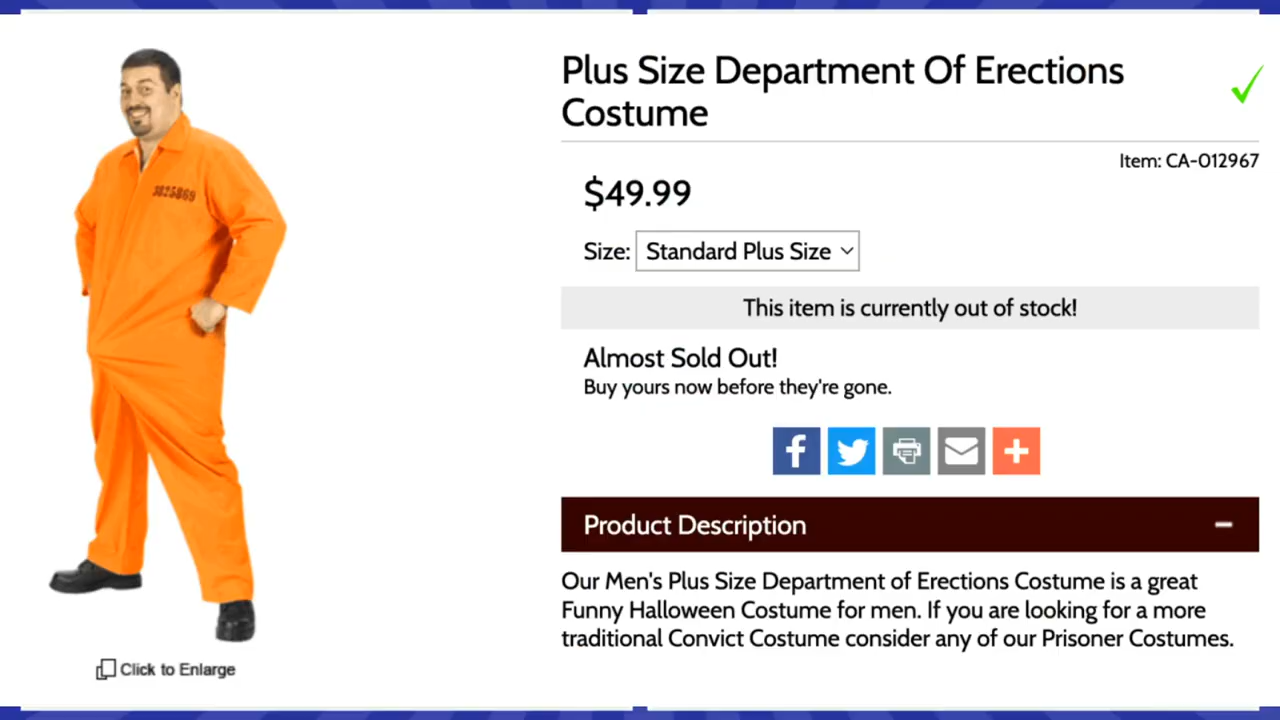 Plus Size Department Of Erections
Costume
Item: CA-012967
$49.99
Size: Standard Plus Size
This item is currently out of stock!
Almost Sold Out!
Buy yours now before they're gone.
Product Description
Our Men's Plus Size Department of Erections Costume is a great
Funny Halloween Costume for men. If you are looking for a more
traditional Convict Costume consider any of our Prisoner Costumes.
3825869
Click to Enlarge